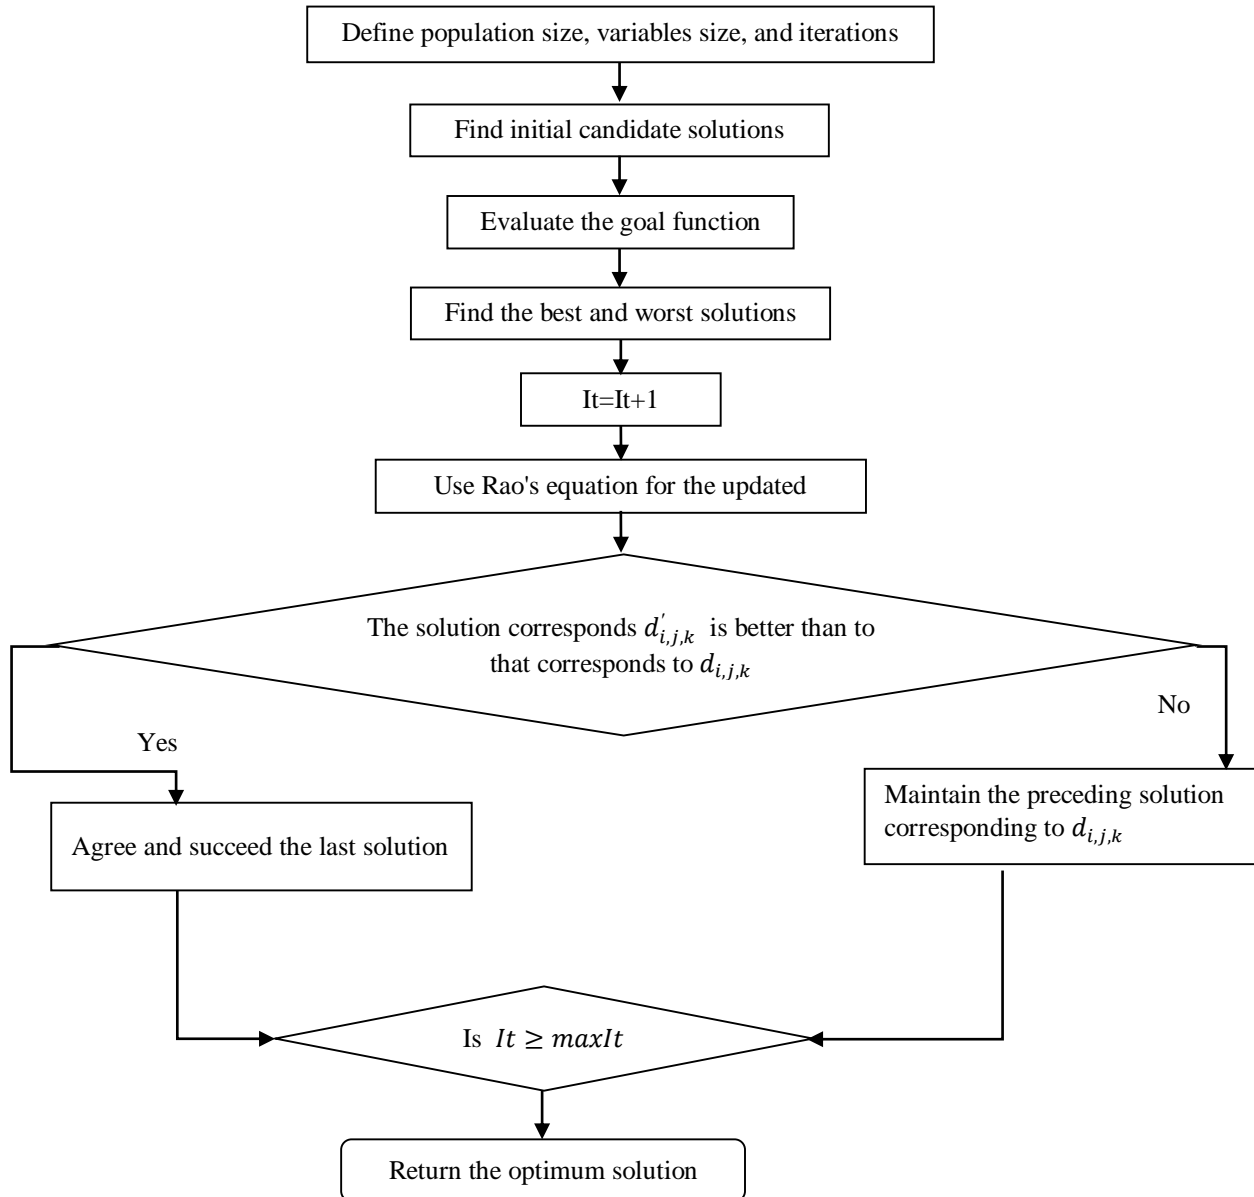 Define population size, variables size, and iterations
Find initial candidate solutions
Evaluate the goal function
Find the best and worst solutions
It=It+1
Use Rao's equation for the updated
The solution corresponds d′i,j,k is better than to
that corresponds to di,j,k
No
Yes
Maintain the preceding solution
corresponding to di,j,k
Agree and succeed the last solution
Is It ≥ maxIt
Return the optimum solution